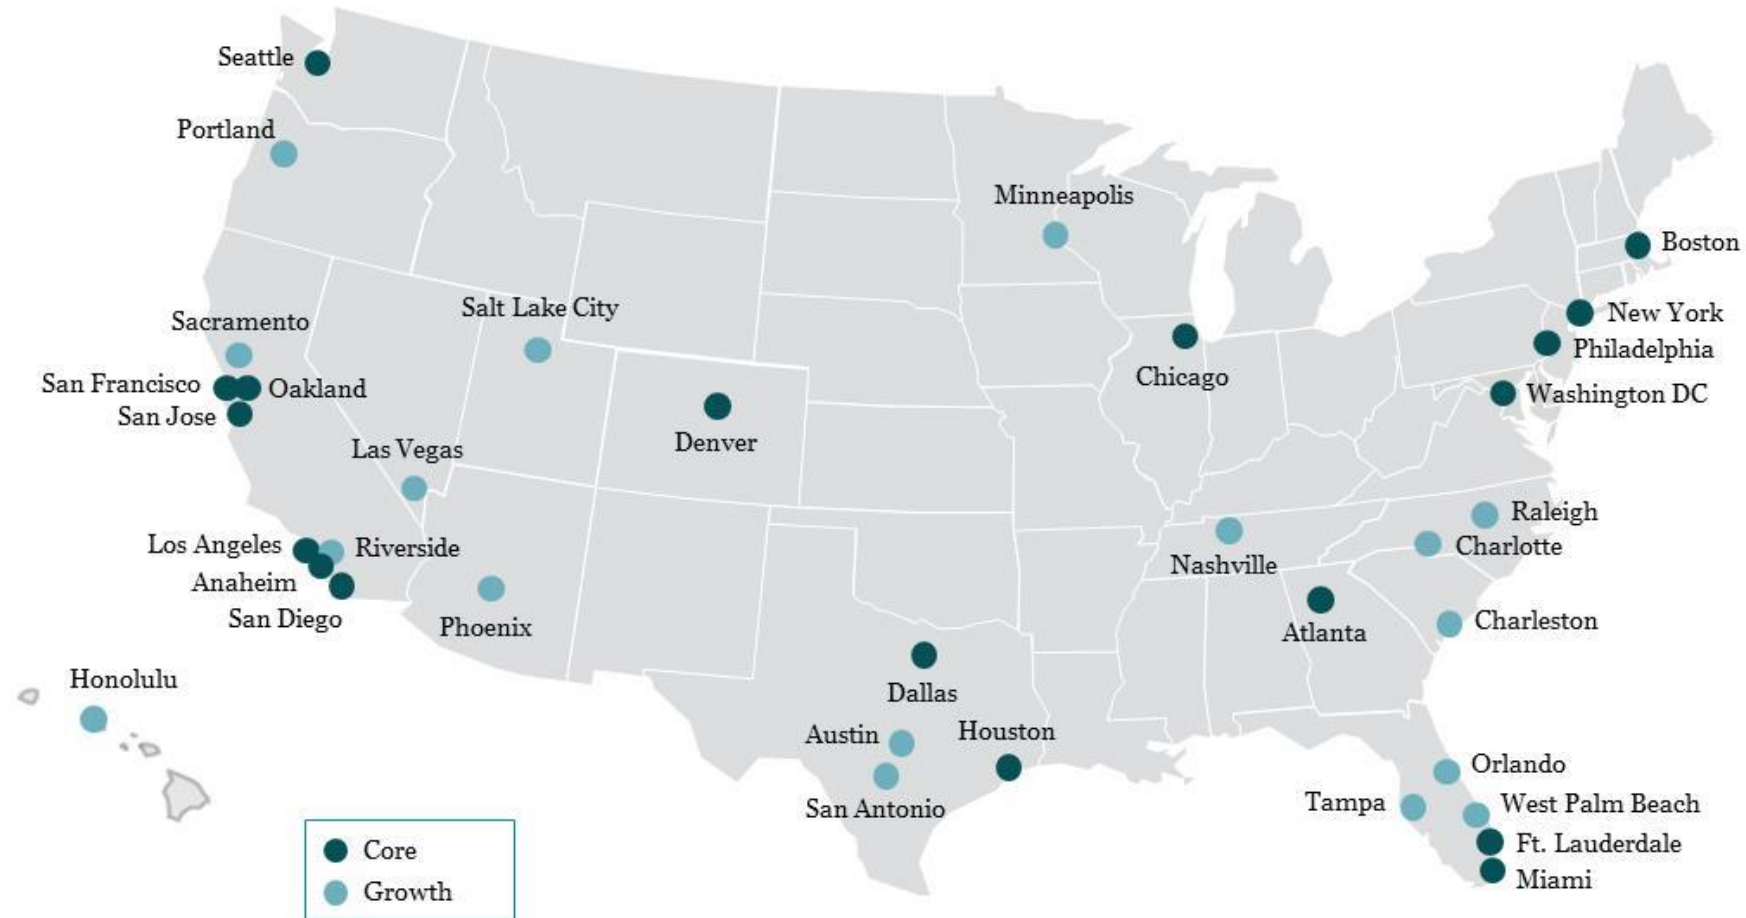 Seattle
Portland
Minneapolis
Boston
Salt Lake City
New York
Sacramento
Philadelphia
Chicago
San Francisco
Oakland
Washington DC
San Jose
Denver
Las Vegas
Raleigh
Los Angeles
Riverside
Charlotte
Nashville
Anaheim
San Diego
Phoenix
Charleston
Atlanta
Honolulu
Dallas
Austin
Houston
Orlando
San Antonio
Tampa
West Palm Beach
Ft. Lauderdale
Miami
Core
Growth